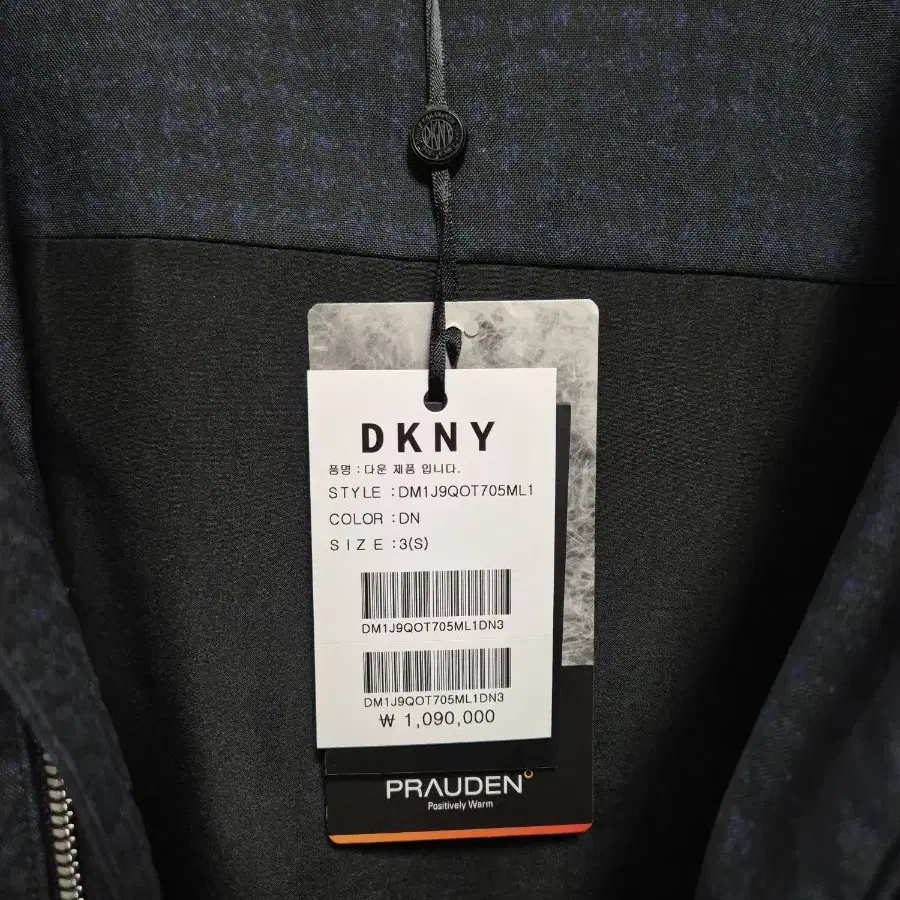 DKNY
DKNY
품명 : 다운 제품 입니다.
STYLE : DM1J9QOT705ML1
COLOR : DN
SIZE : 3(S)
DM1J9QOT705ML1DN3
DM1J9QOT705ML1DN3
₩ 1,090,000
PRAUDEN°
Positively Warm